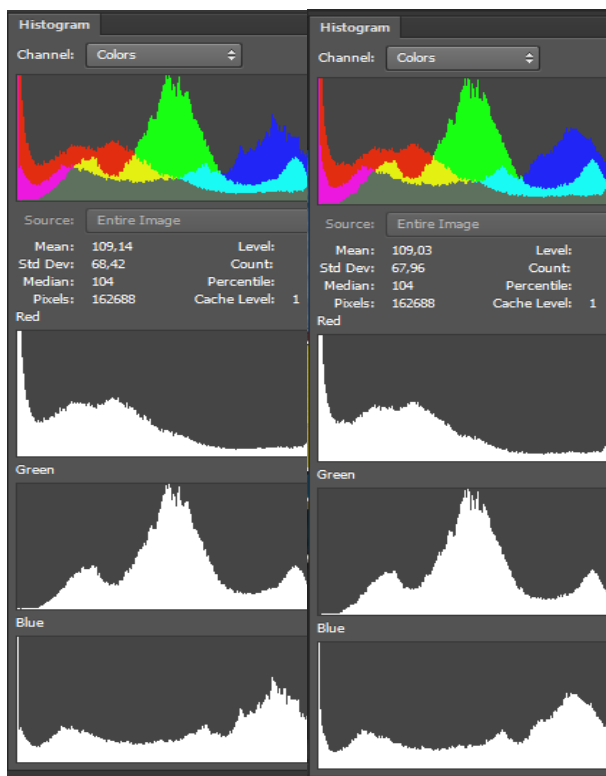 Histogram
Channel: Colors
Source: Entire Image
Mean: 109,14 Level:
Std Dev: 68,42 Count:
Median: 104 Percentile:
Pixels: 162688 Cache Level: 1
Red
Green
Blue
Histogram
Channel: Colors
Source: Entire Image
Mean: 109,03 Level:
Std Dev: 67,96 Count:
Median: 104 Percentile:
Pixels: 162688 Cache Level: 1
Red
Green
Blue